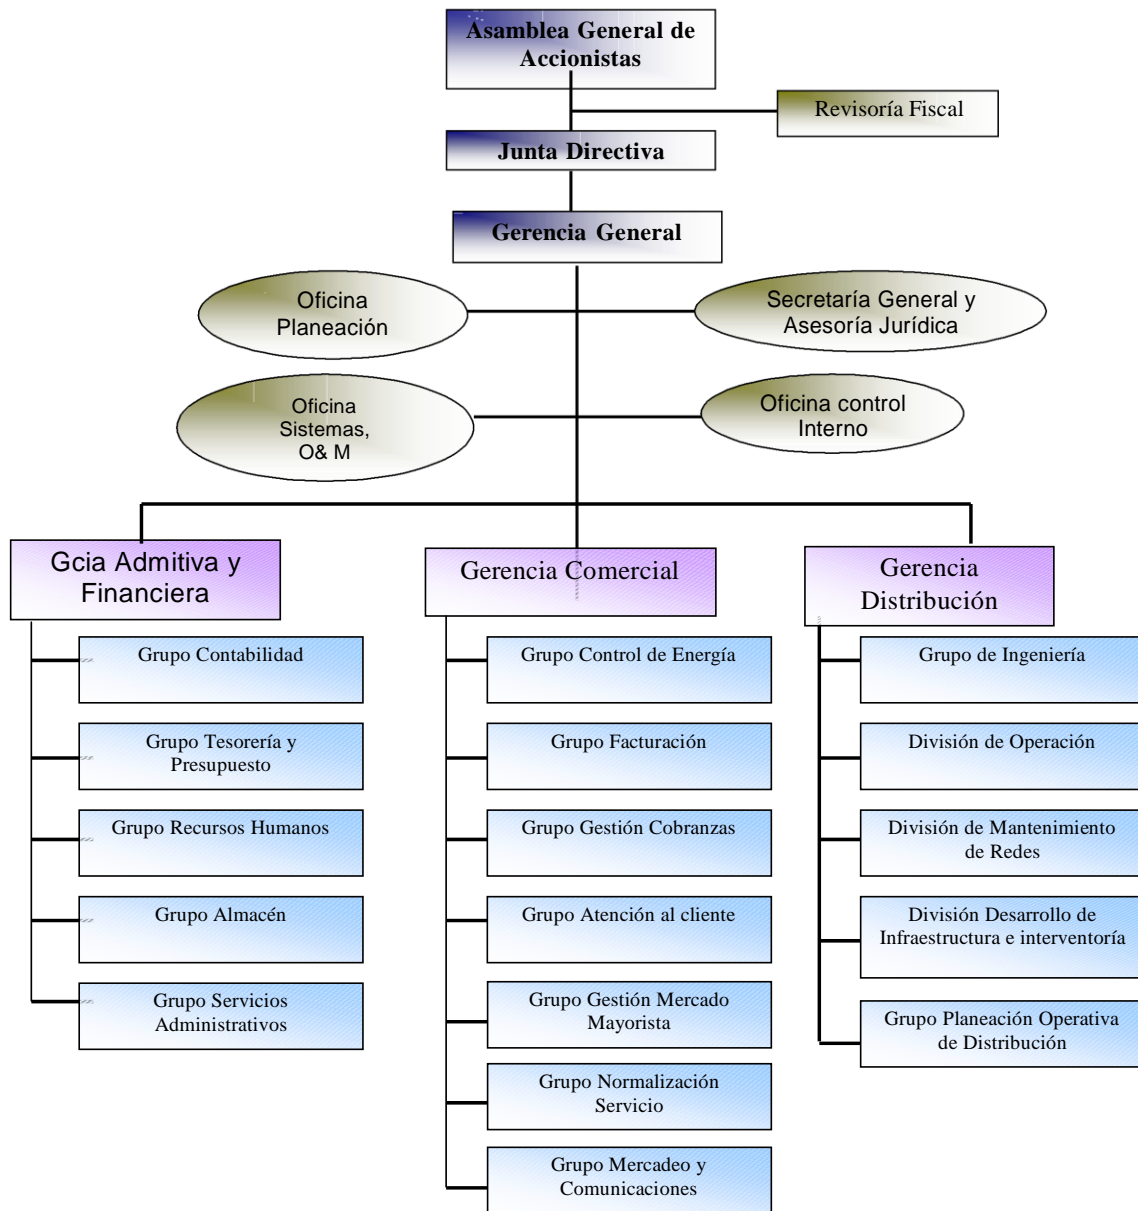 Asamblea General de
Accionistas
Revisoría Fiscal
Junta Directiva
Gerencia General
Oficina
Planeación
Secretaría General y
Asesoría Jurídica
Oficina
Sistemas,
O& M
Oficina control
Interno
Gcia Admitiva y
Financiera
Grupo Contabilidad
Grupo Tesorería y
Presupuesto
Grupo Recursos Humanos
Grupo Almacén
Grupo Servicios
Administrativos
Gerencia Comercial
Grupo Control de Energía
Grupo Facturación
Grupo Gestión Cobranzas
Grupo Atención al cliente
Grupo Gestión Mercado
Mayorista
Grupo Normalización
Servicio
Grupo Mercadeo y
Comunicaciones
Gerencia
Distribución
Grupo de Ingeniería
División de Operación
División de Mantenimiento
de Redes
División Desarrollo de
Infraestructura e interventoría
Grupo Planeación Operativa
de Distribución